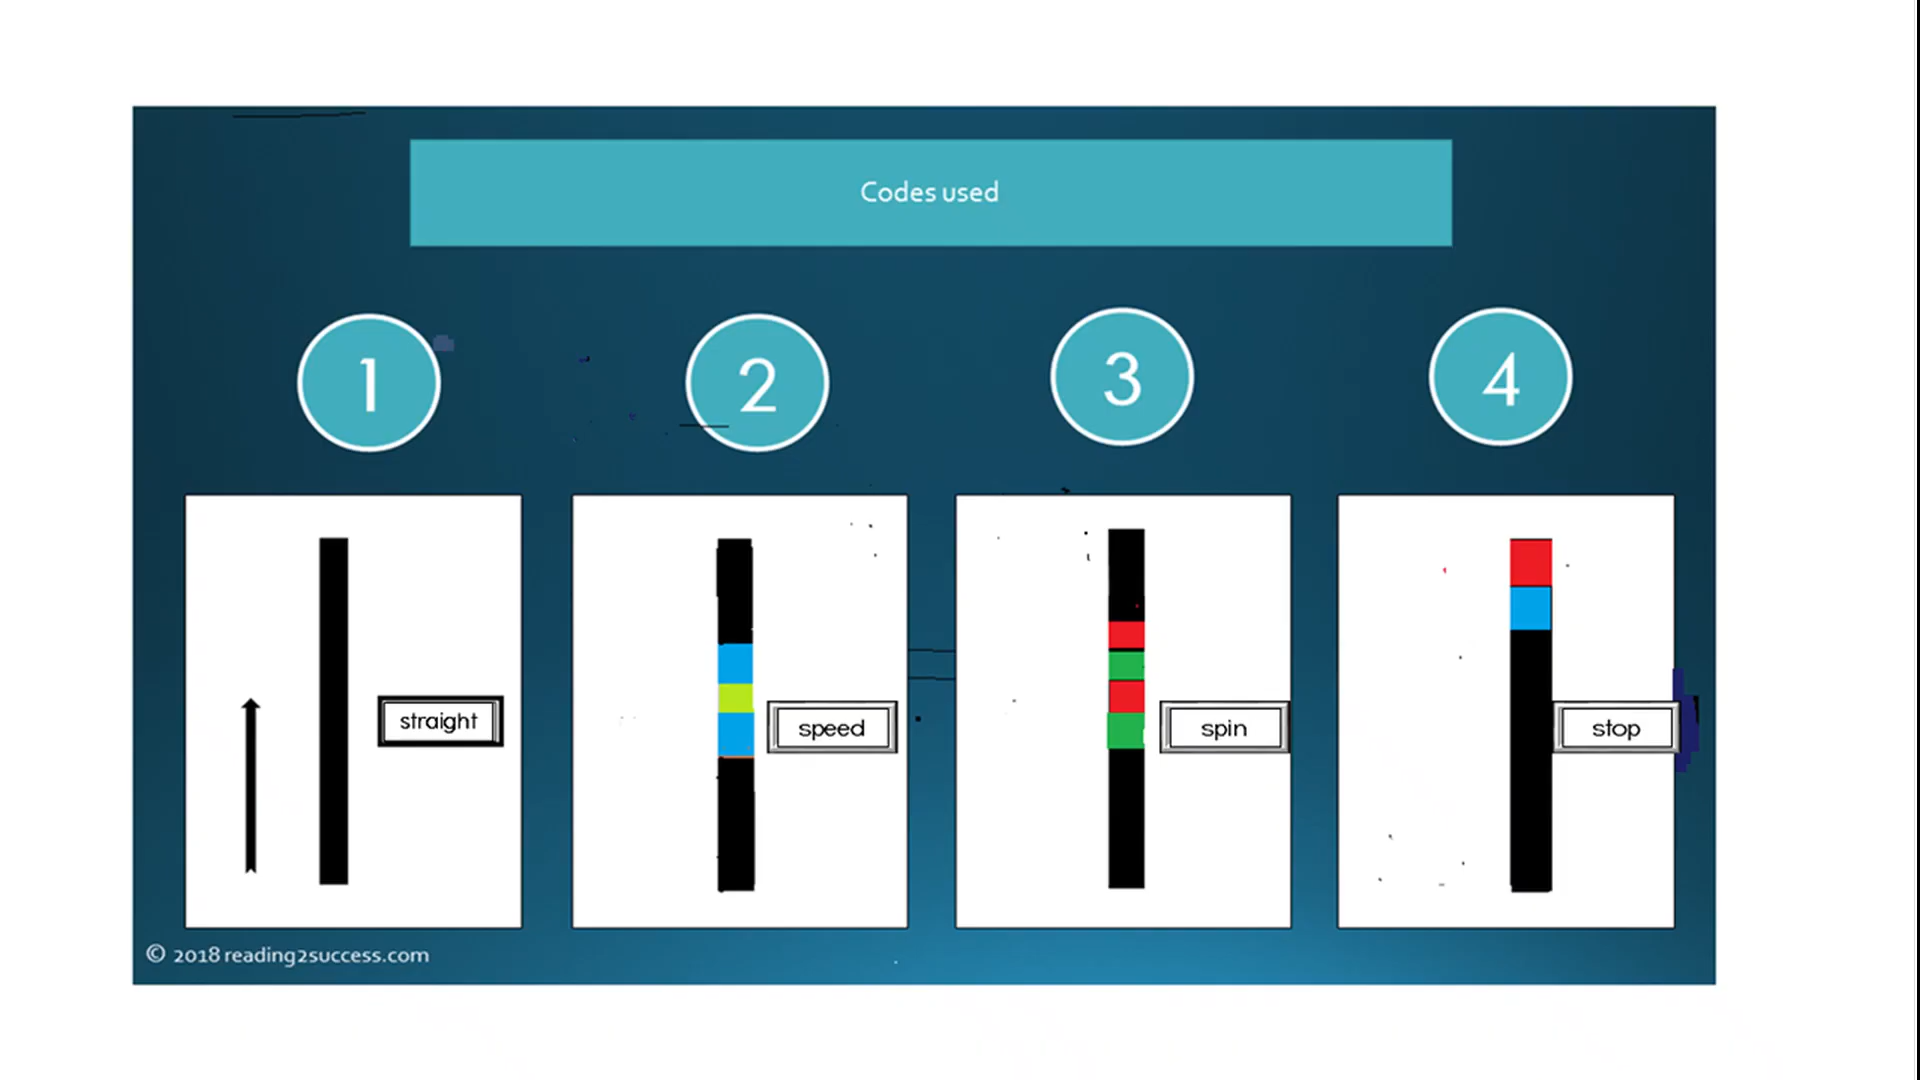 Codes used
1
2
3
4
straight
speed
spin
stop
© 2018 reading2success.com